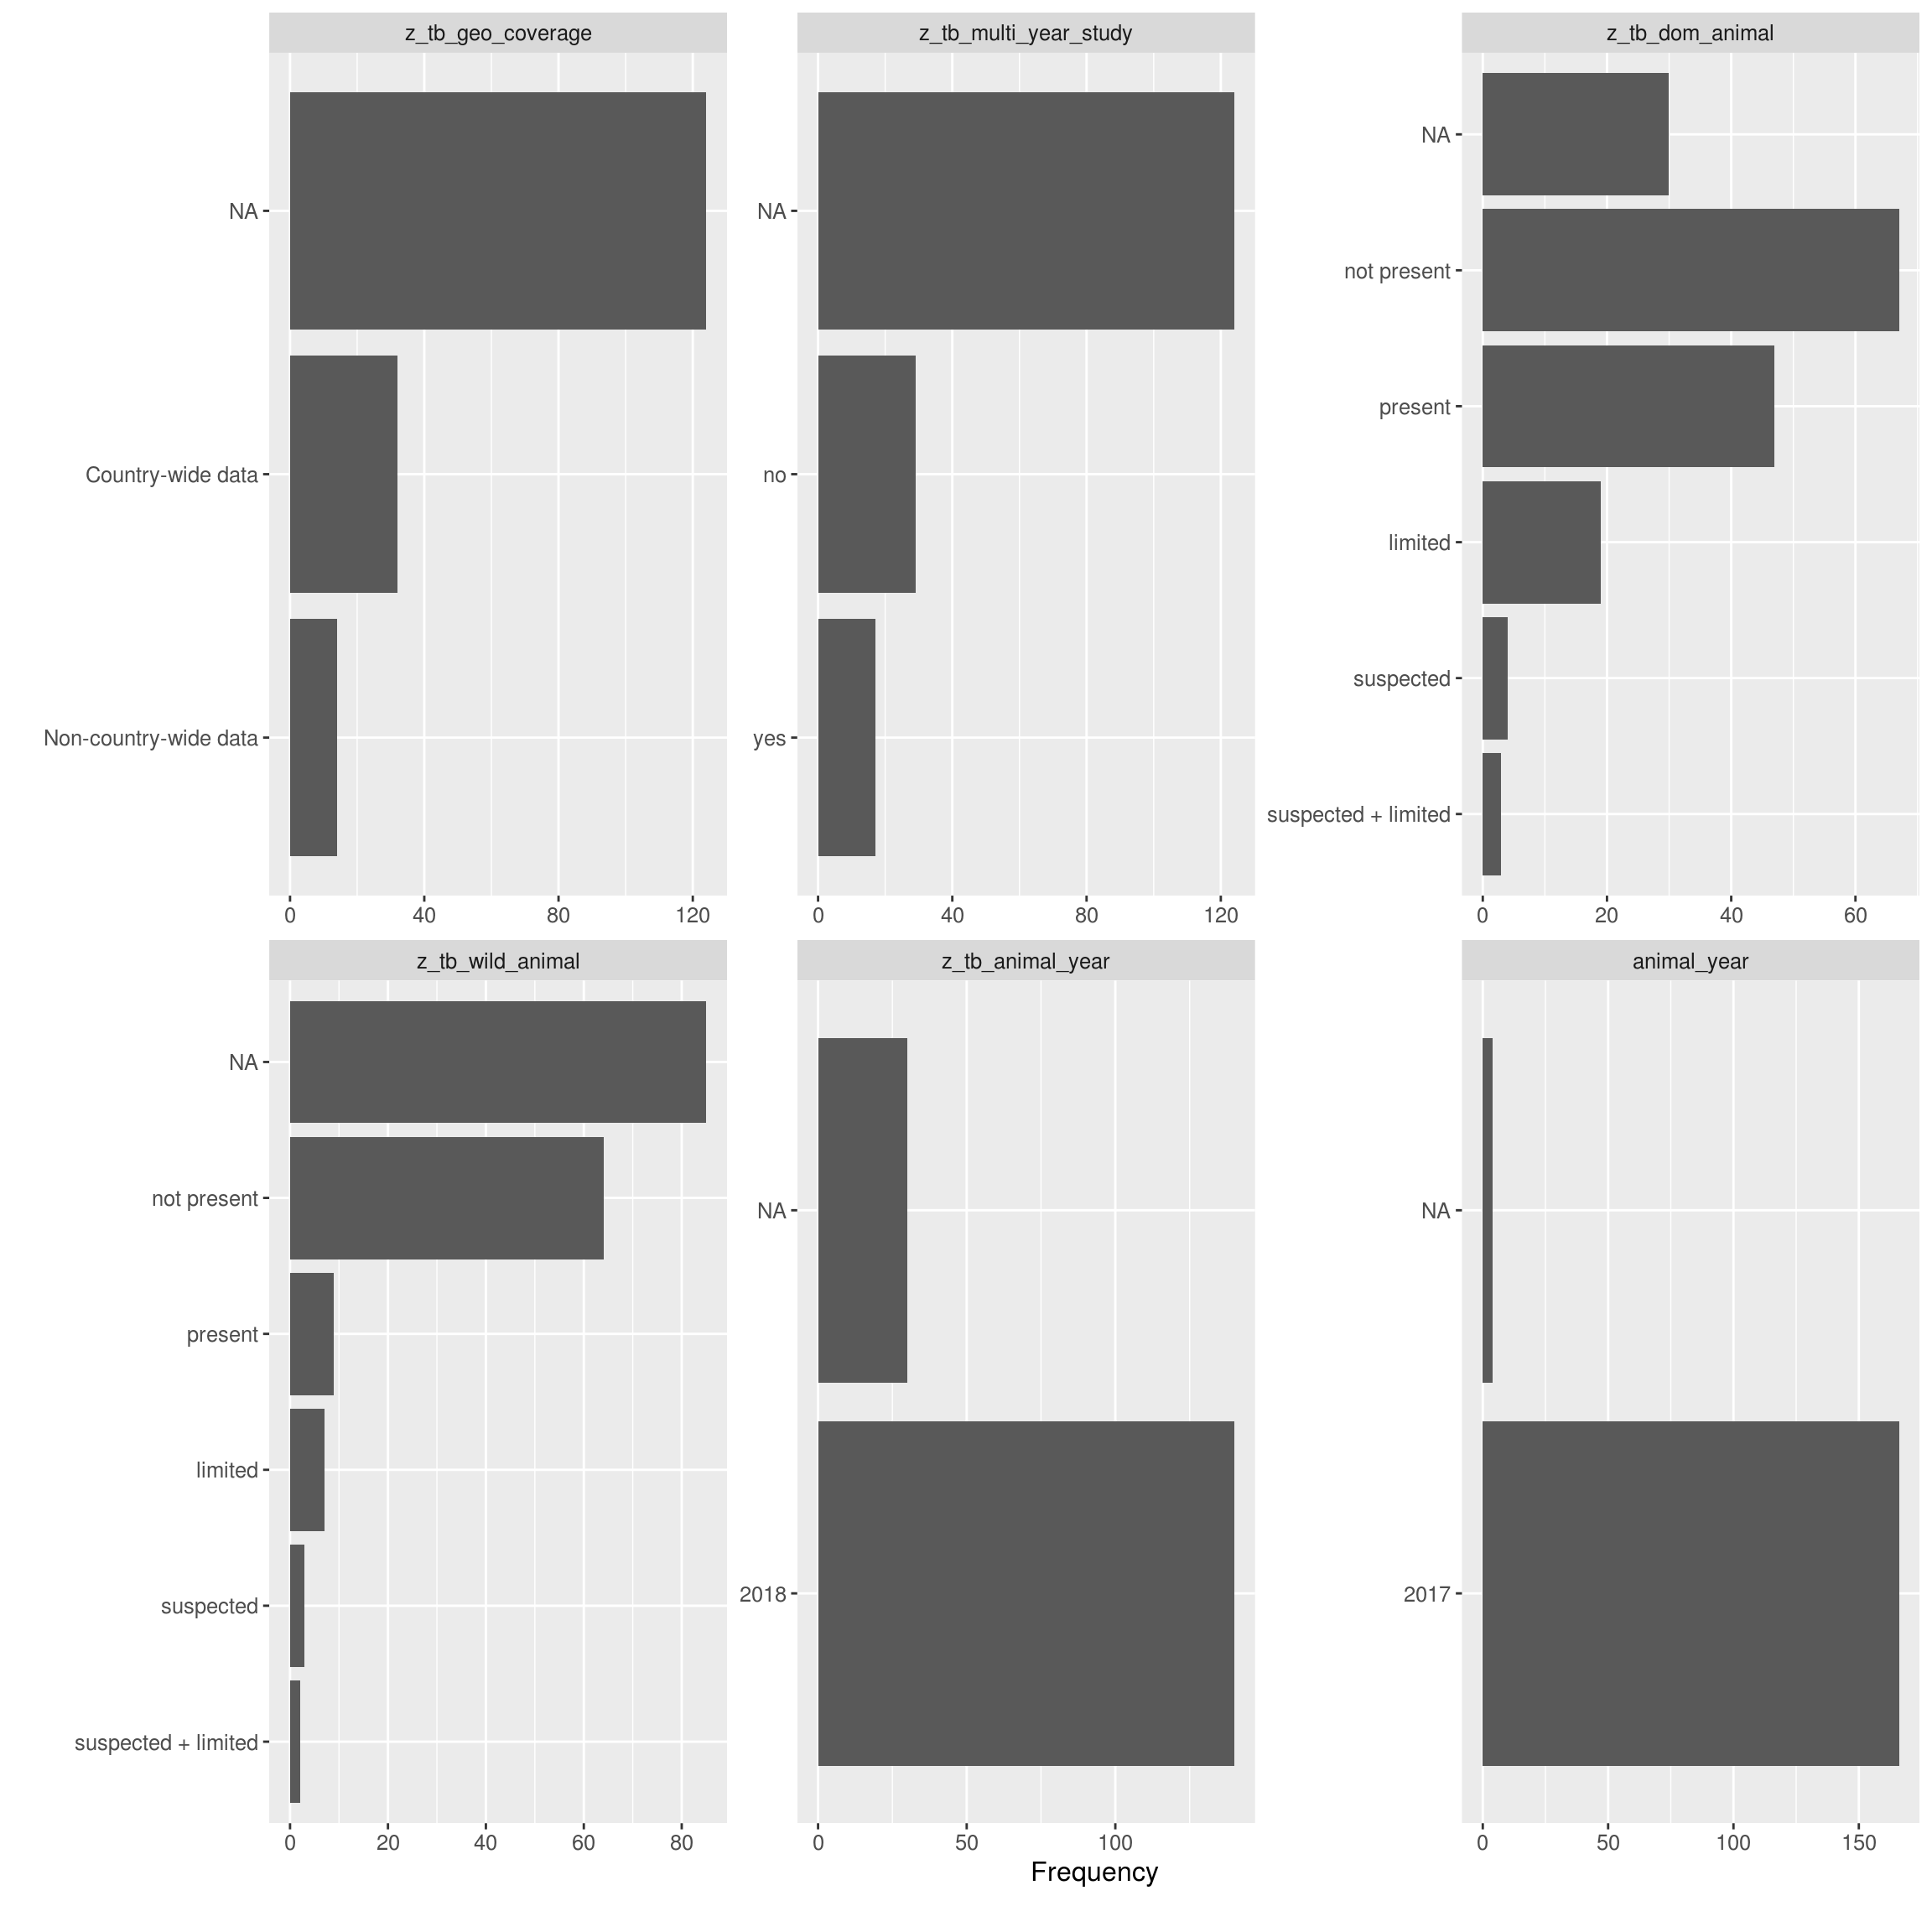 z_tb_geo_coverage
NA
Country-wide data
Non-country-wide data
0 40 80 120
z_tb_multi_year_study
NA
no
yes
0 40 80 120
z_tb_dom_animal
NA
not present
present
limited
suspected
suspected + limited
0 20 40 60
z_tb_wild_animal
NA
not present
present
limited
suspected
suspected + limited
0 20 40 60 80
z_tb_animal_year
NA
2018
0 50 100
animal_year
NA
2017
0 50 100 150
Frequency